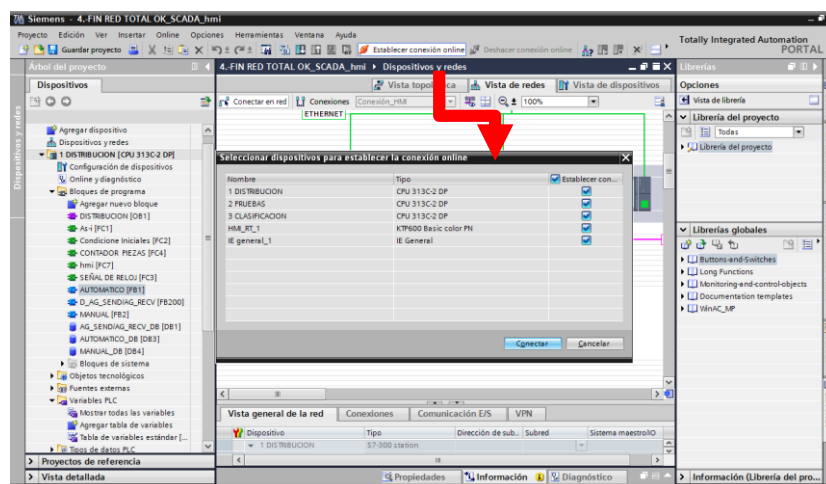 Siemens - 4.-FIN RED TOTAL OK_SCADA_hmi
Proyecto Edición Ver Insertar Online Opciones Herramientas Ventana Ayuda
Totally Integrated Automation
PORTAL
Guardar proyecto
Establecer conexión online
Deshacer conexión online
Árbol del proyecto
4.-FIN RED TOTAL OK_SCADA_hmi Dispositivos y redes
Librerías
Dispositivos
Vista topológica
Vista de redes
Vista de dispositivos
Opciones
Conectar en red
Conexiones
Conexión_HMI
100%
Vista de librería
ETHERNET
Librería del proyecto
Todas
Librería del proyecto
Dispositivos y redes
Agregar dispositivo
Dispositivos y redes
1 DISTRIBUCION [CPU 313C-2 DP]
Configuración de dispositivos
Online y diagnóstico
Bloques de programa
Agregar nuevo bloque
DISTRIBUCION [OB1]
As-i [FC1]
Condicione Iniciales [FC2]
CONTADOR PIEZAS [FC4]
hmi [FC7]
SEÑAL DE RELOJ [FC3]
AUTOMATICO [FB1]
D_AG_SEND/AG_RECV [FB200]
MANUAL [FB2]
AG_SEND/AG_RECV_DB [DB1]
AUTOMATICO_DB [DB3]
MANUAL_DB [DB4]
Bloques de sistema
Objetos tecnológicos
Fuentes externas
Variables PLC
Mostrar todas las variables
Agregar tabla de variables
Tabla de variables estándar [...
Tipos de datos PLC
Proyectos de referencia
Vista detallada
Seleccionar dispositivos para establecer la conexión online
Nombre Tipo Establecer con...
1 DISTRIBUCION CPU 313C-2 DP
2 PRUEBAS CPU 313C-2 DP
3 CLASIFICACION CPU 313C-2 DP
HMI_RT_1 KTP600 Basic color PN
IE general_1 IE General
Conectar Cancelar
Librerías globales
Buttons-and-Switches
Long Functions
Monitoring-and-control-objects
Documentation templates
WinAC_MP
Vista general de la red Conexiones Comunicación E/S VPN
Dispositivo Tipo Dirección de sub.. Subred Sistema maestro/IO
1 DISTRIBUCION S7-300 station
Propiedades Información Diagnóstico
Información (Librería del pro...